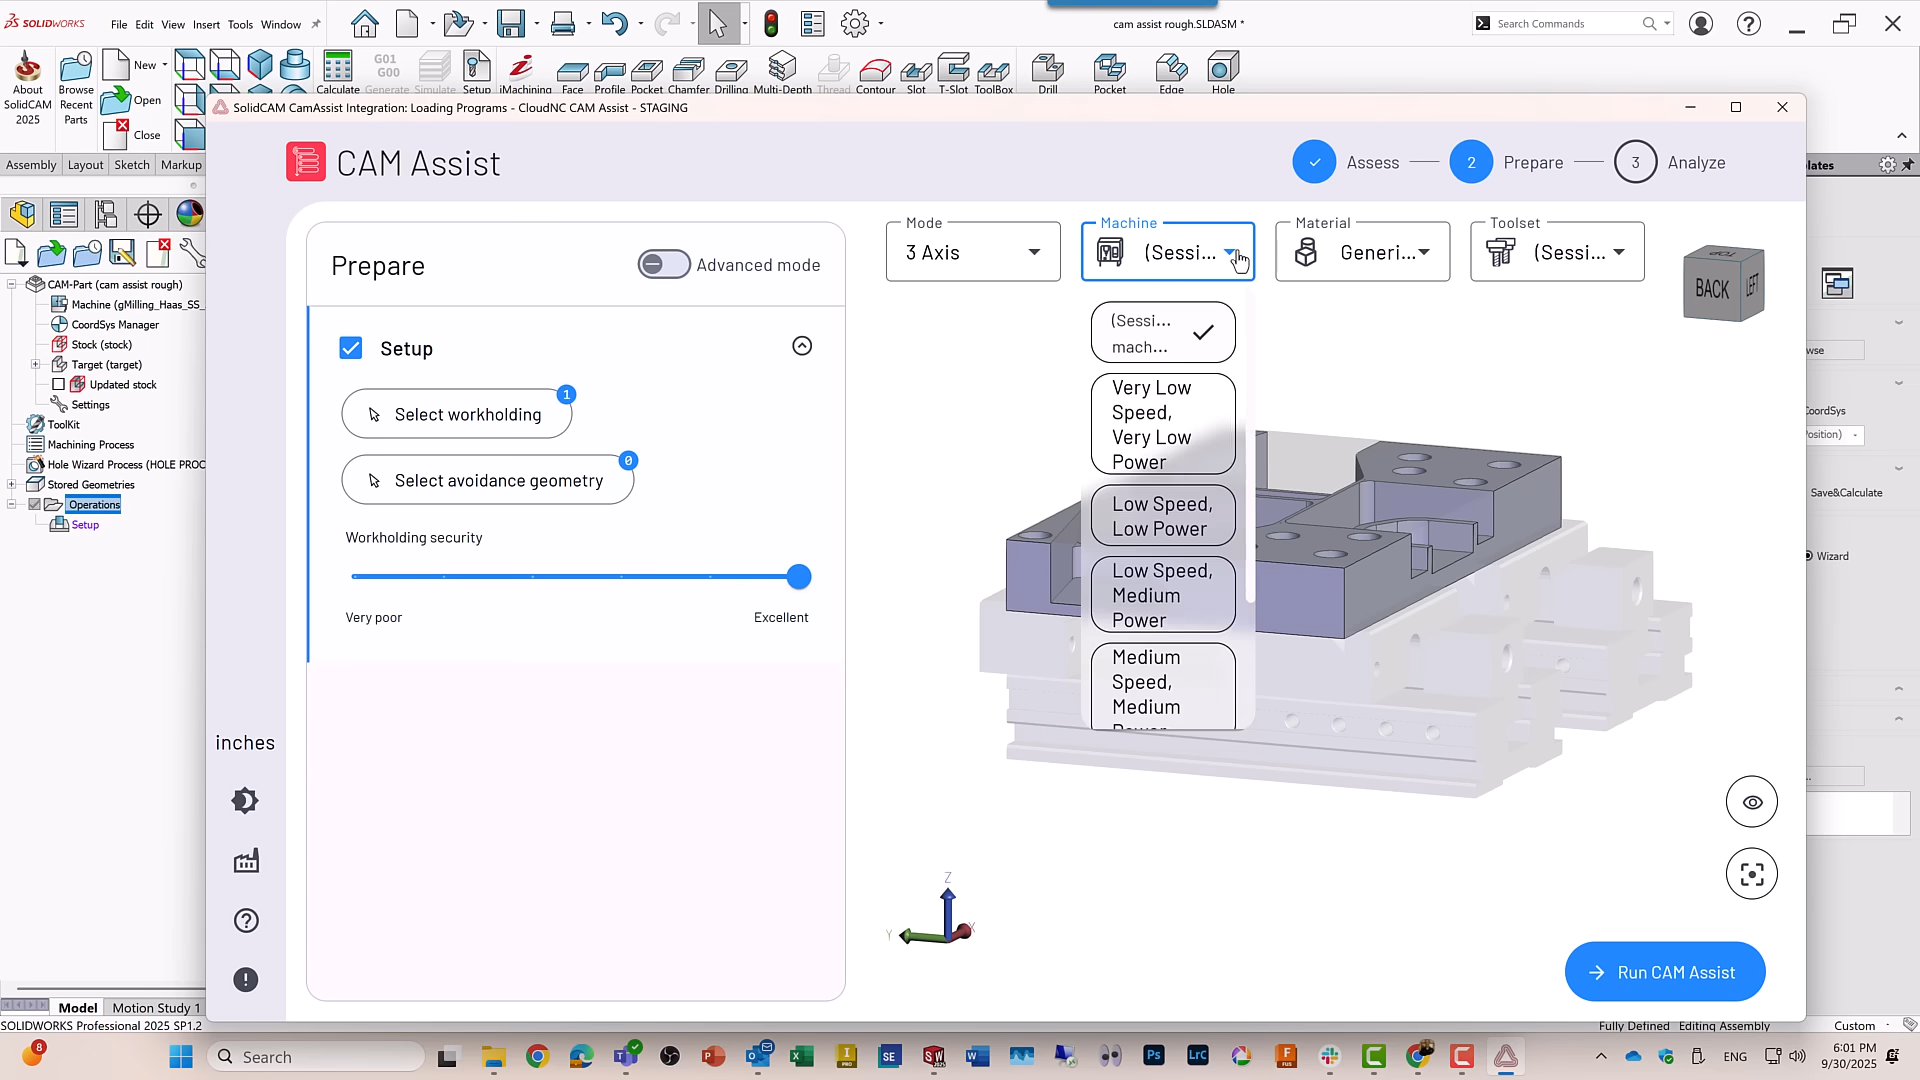 SOLIDWORKS
File Edit View Insert Tools Window
cam assist rough.SLDASM *
Search Commands
About
SolidCAM
2025
Browse
Recent
Parts
New
Open
Close
Calculate
G01
G00
Generate Simulate Setup iMachining Face Profile Pocket Chamfer Drilling Multi-Depth Thread Contour Slot T-Slot ToolBox Drill Pocket Edge Hole
SolidCAM CamAssist Integration: Loading Programs - CloudNC CAM Assist - STAGING
Assembly Layout Sketch Markup
CAM Assist
Assess
2 Prepare
3 Analyze
Prepare
Advanced mode
Mode
3 Axis
Machine
(Sessi...
Material
Generi...
Toolset
(Sessi...
TOP
BACK
LEFT
(Sessi...
mach...
Very Low
Speed,
Very Low
Power
Low Speed,
Low Power
Low Speed,
Medium
Power
Medium
Speed,
Medium
Power
Setup
Select workholding
1
Select avoidance geometry
0
Workholding security
Very poor
Excellent
CAM-Part (cam assist rough)
Machine (gMilling_Haas_SS_
CoordSys Manager
Stock (stock)
Target (target)
Updated stock
Settings
ToolKit
Machining Process
Hole Wizard Process (HOLE PROC
Stored Geometries
Operations
Setup
inches
Z
Y
X
Run CAM Assist
lates
wse
CoordSys
Position)
Save&Calculate
Wizard
Model Motion Study 1
SOLIDWORKS Professional 2025 SP1.2
Fully Defined Editing Assembly Custom
8
Search
ENG
6:01 PM
9/30/2025